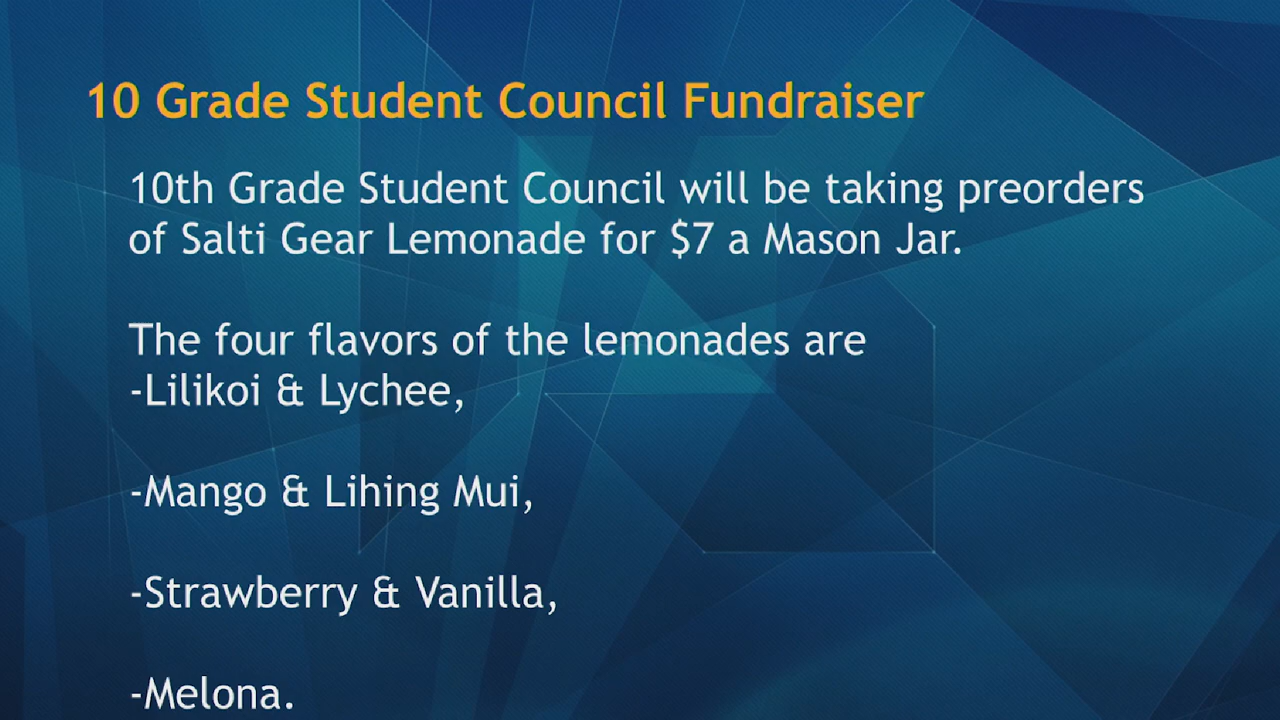 10 Grade Student Council Fundraiser
10th Grade Student Council will be taking preorders
of Salti Gear Lemonade for $7 a Mason Jar.
The four flavors of the lemonades are
-Lilikoi & Lychee,
-Mango & Lihing Mui,
-Strawberry & Vanilla,
-Melona.